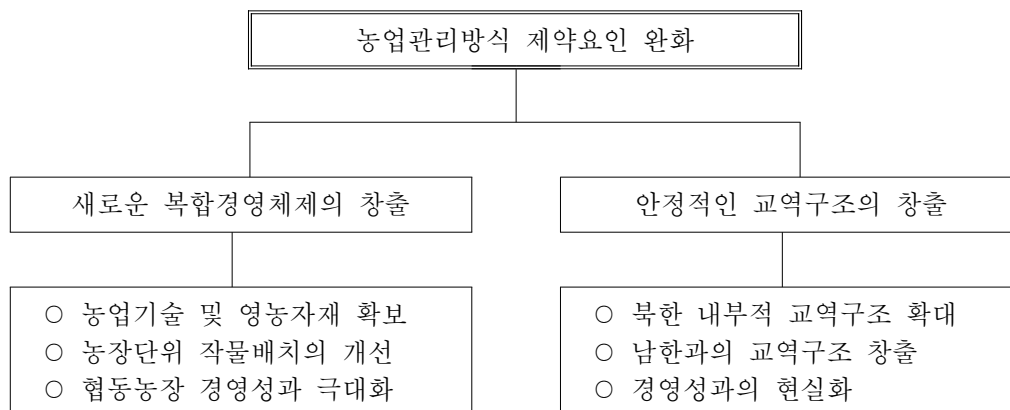 농업관리방식 제약요인 완화
새로운 복합경영체제의 창출
안정적인 교역구조의 창출
○ 농업기술 및 영농자재 확보
○ 농장단위 작물배치의 개선
○ 협동농장 경영성과 극대화
○ 북한 내부적 교역구조 확대
○ 남한과의 교역구조 창출
○ 경영성과의 현실화